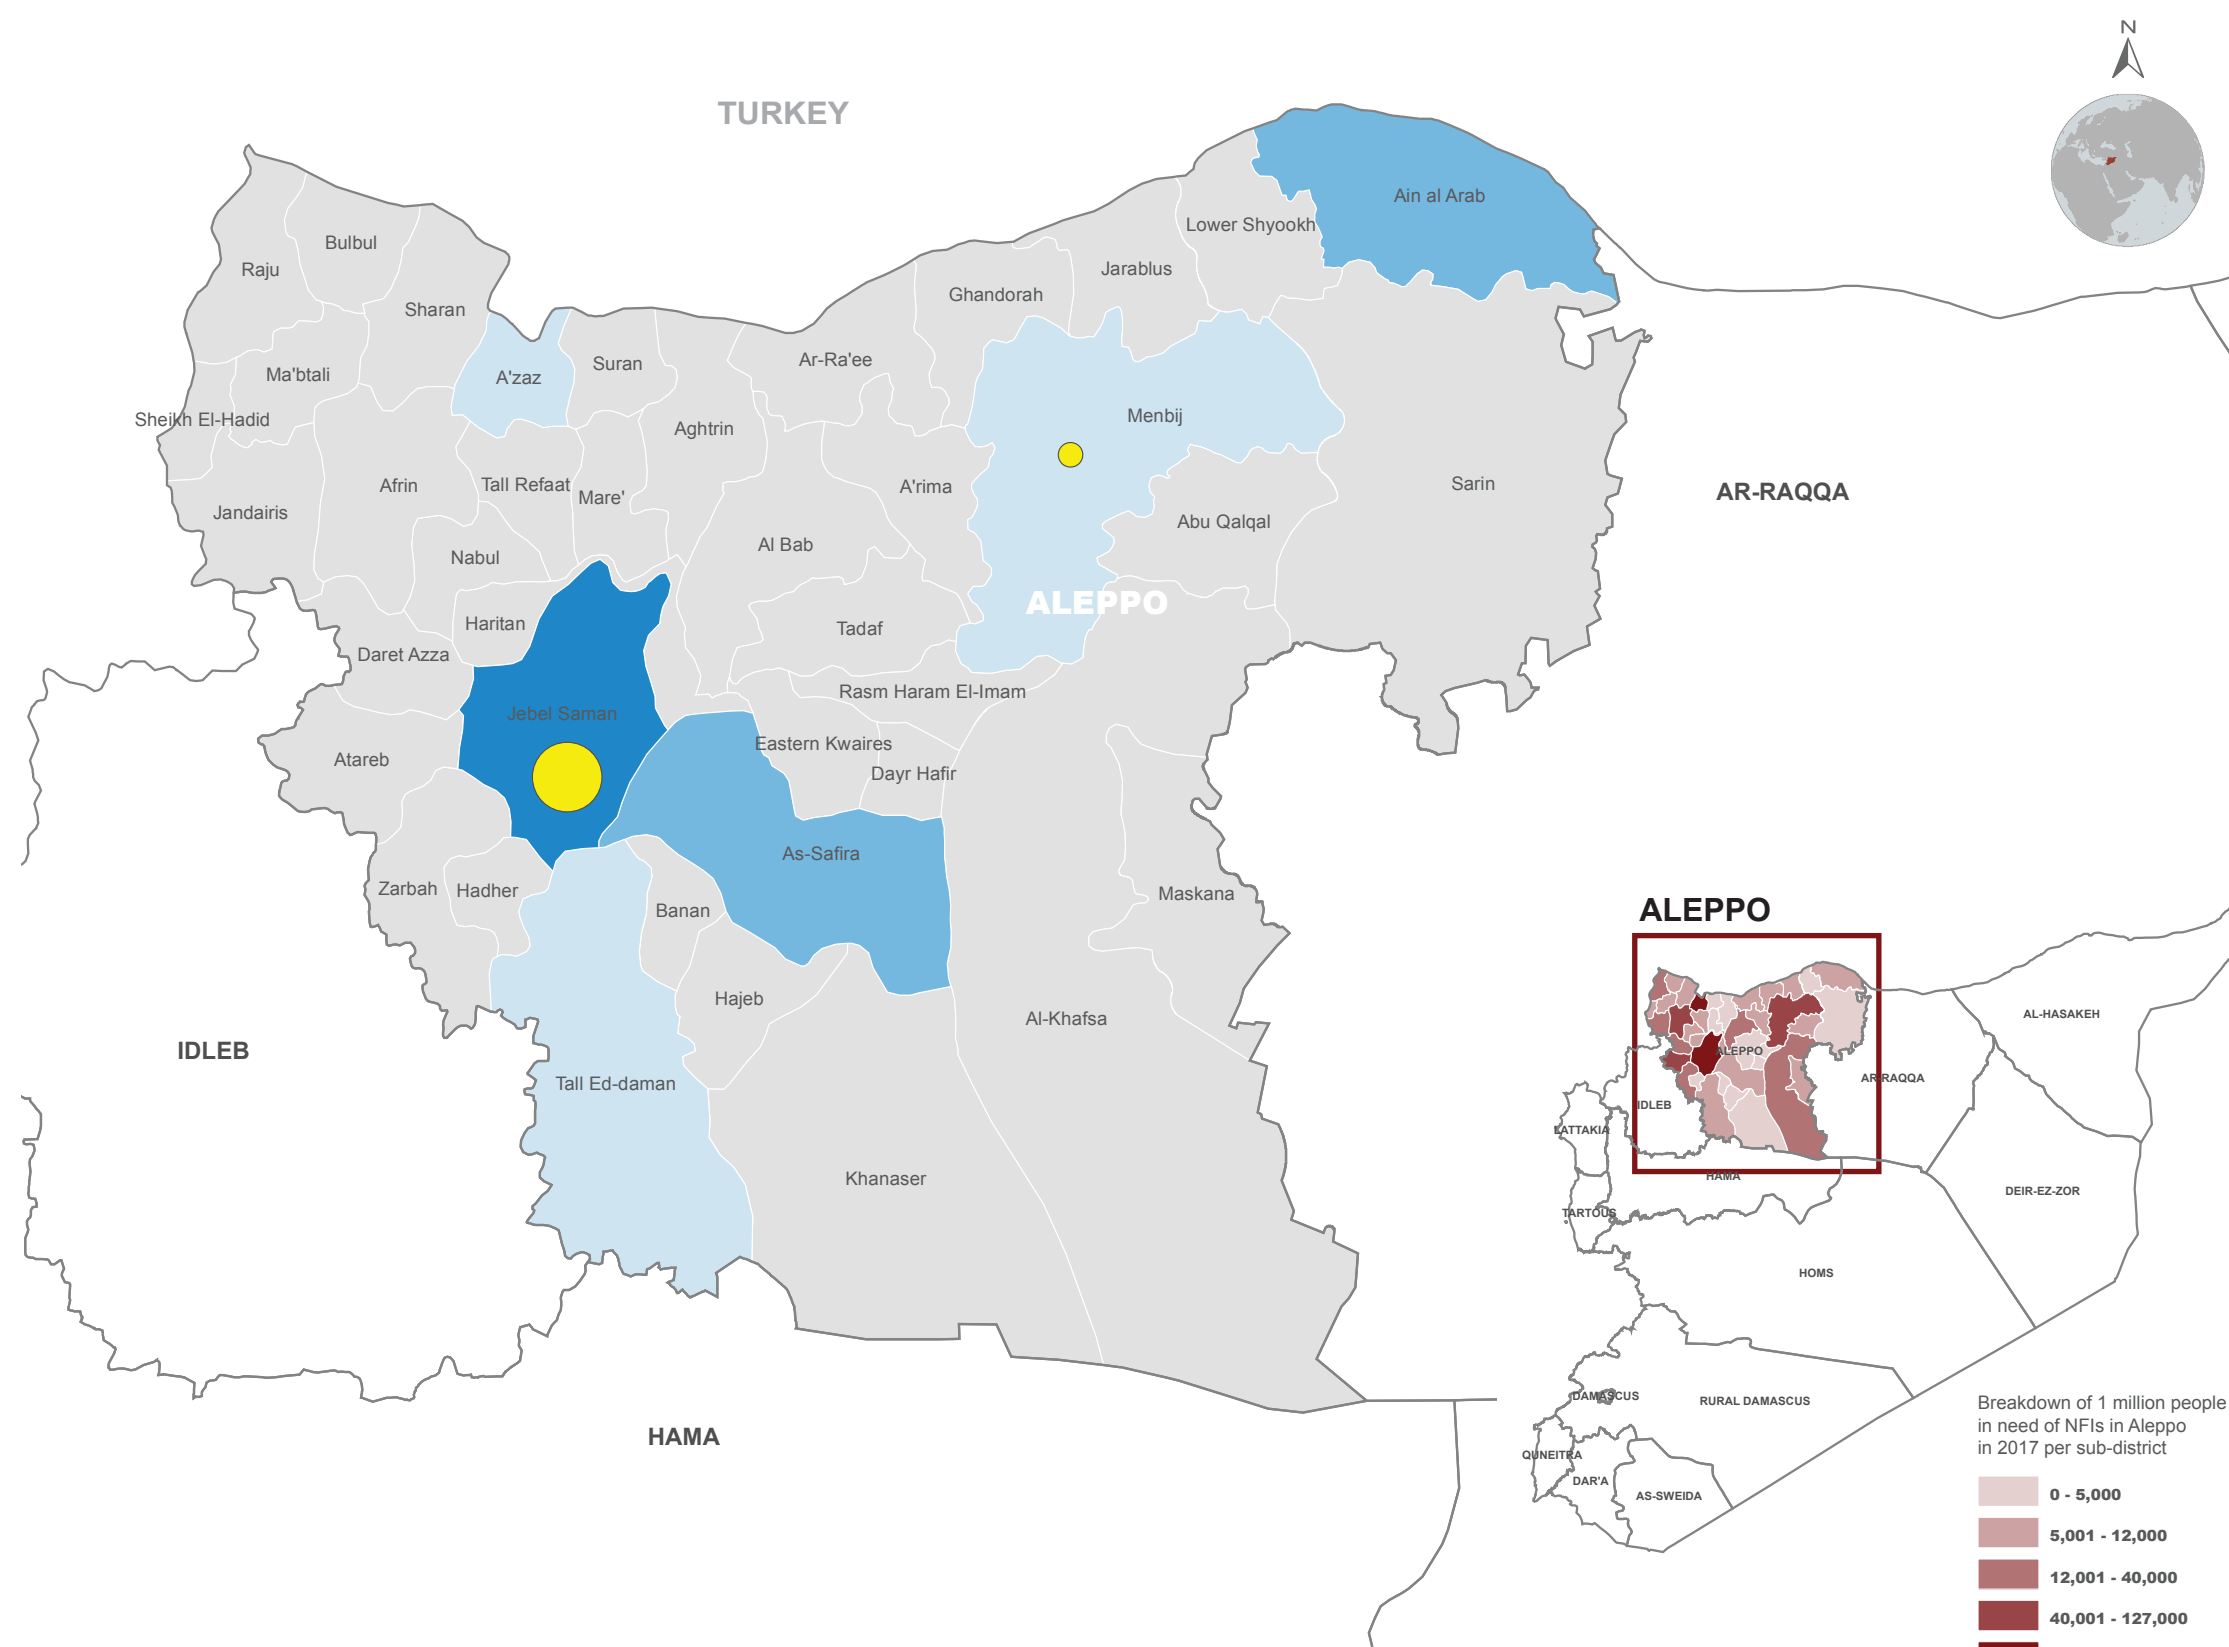 N
TURKEY
Ain al Arab
Lower Shyookh
Bulbul
Raju
Jarablus
Ghandorah
Sharan
Ar-Ra'ee
Suran
Ma'btali
A'zaz
Menbij
Sheikh El-Hadid
Aghtrin
Sarin
Afrin
Tall Refaat
A'rima
AR-RAQQA
Mare'
Jandairis
Abu Qalqal
Al Bab
Nabul
ALEPPO
Haritan
Tadaf
Daret Azza
Rasm Haram El-Imam
Jebel Saman
Eastern Kwaires
Atareb
Dayr Hafir
As-Safira
Zarbah
Hadher
Maskana
Banan
Hajeb
Al-Khafsa
IDLEB
Tall Ed-daman
Khanaser
HAMA
ALEPPO
AL-HASAKEH
ALEPPO
AR-RAQQA
IDLEB
LATTAKIA
HAMA
DEIR-EZ-ZOR
TARTOUS
HOMS
DAMASCUS
RURAL DAMASCUS
QUNEITRA
DAR'A
AS-SWEIDA
Breakdown of 1 million people
in need of NFIs in Aleppo
in 2017 per sub-district
0 - 5,000
5,001 - 12,000
12,001 - 40,000
40,001 - 127,000